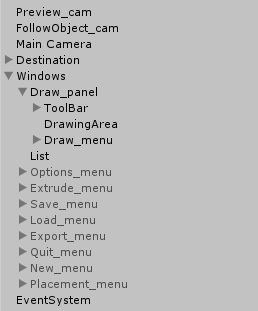 Preview_cam
FollowObject_cam
Main Camera
Destination
Windows
Draw_panel
ToolBar
DrawingArea
Draw_menu
List
Options_menu
Extrude_menu
Save_menu
Load_menu
Export_menu
Quit_menu
New_menu
Placement_menu
EventSystem